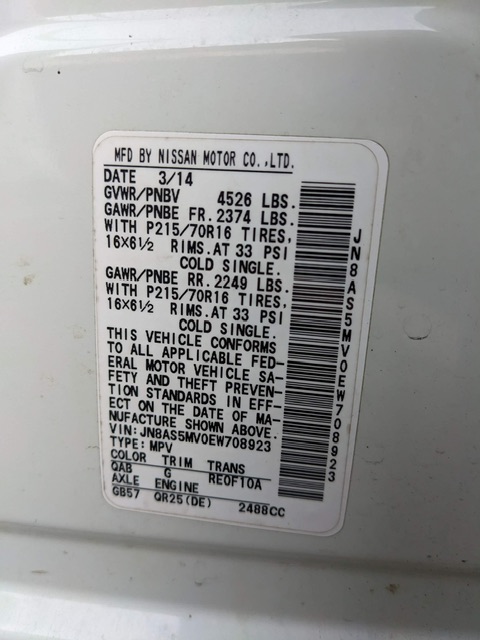 MFD BY NISSAN MOTOR CO.,LTD.
DATE 3/14
GVWR/PNBV 4526 LBS.
GAWR/PNBE FR. 2374 LBS.
WITH P215/70R16 TIRES,
16X6½ RIMS.AT 33 PSI
COLD SINGLE.
GAWR/PNBE RR. 2249 LBS.
WITH P215/70R16 TIRES,
16X6½ RIMS.AT 33 PSI
COLD SINGLE.
THIS VEHICLE CONFORMS
TO ALL APPLICABLE FED-
ERAL MOTOR VEHICLE SA-
FETY AND THEFT PREVEN-
TION STANDARDS IN EFF-
ECT ON THE DATE OF MA-
NUFACTURE SHOWN ABOVE.
VIN:JN8AS5MV0EW708923
TYPE:MPV
COLOR TRIM TRANS
QAB G RE0F10A
AXLE ENGINE
GB57 QR25(DE) 2488CC
JN8AS5MV0EW708923